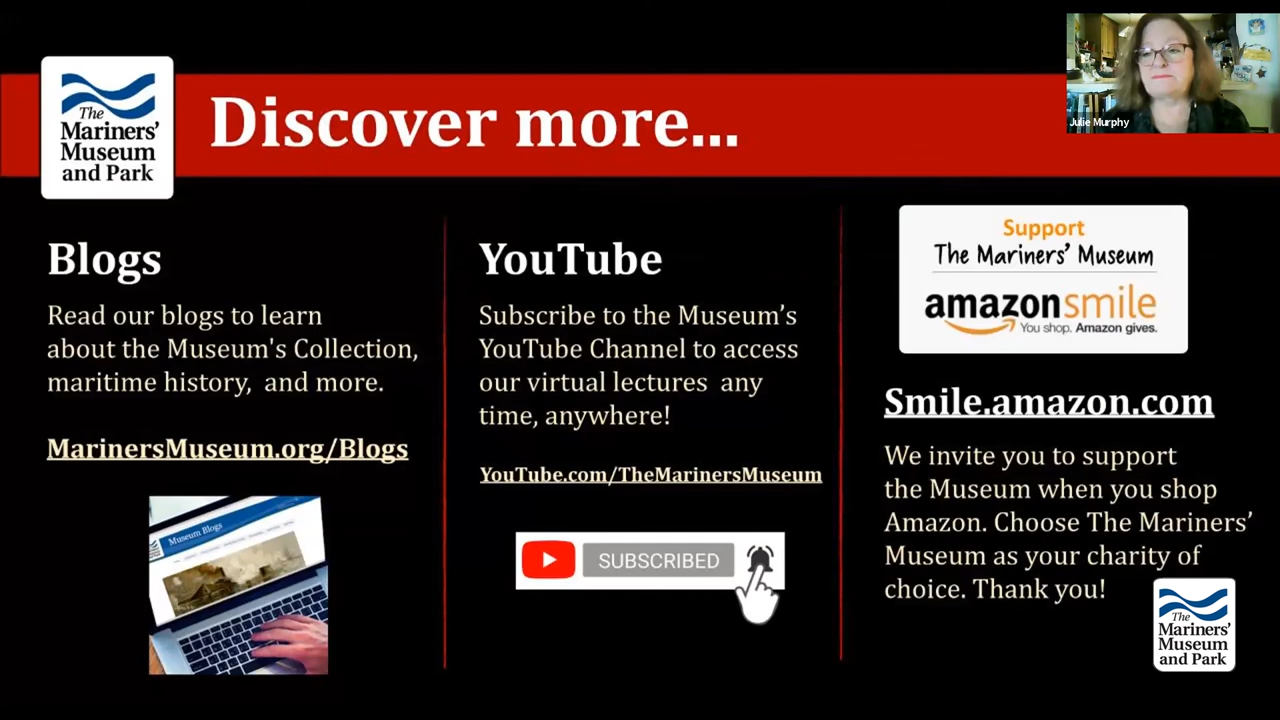 The
Mariners'
Museum
and Park
Discover more...
Julie Murphy
Blogs
Read our blogs to learn
about the Museum's Collection,
maritime history,  and more.
MarinersMuseum.org/Blogs
Museum Blogs
YouTube
Subscribe to the Museum's
YouTube Channel to access
our virtual lectures  any
time, anywhere!
YouTube.com/TheMarinersMuseum
SUBSCRIBED
Support
The Mariners' Museum
amazonsmile
You shop. Amazon gives.
Smile.amazon.com
We invite you to support
the Museum when you shop
Amazon. Choose The Mariners'
Museum as your charity of
choice. Thank you!
The
Mariners'
Museum
and Park